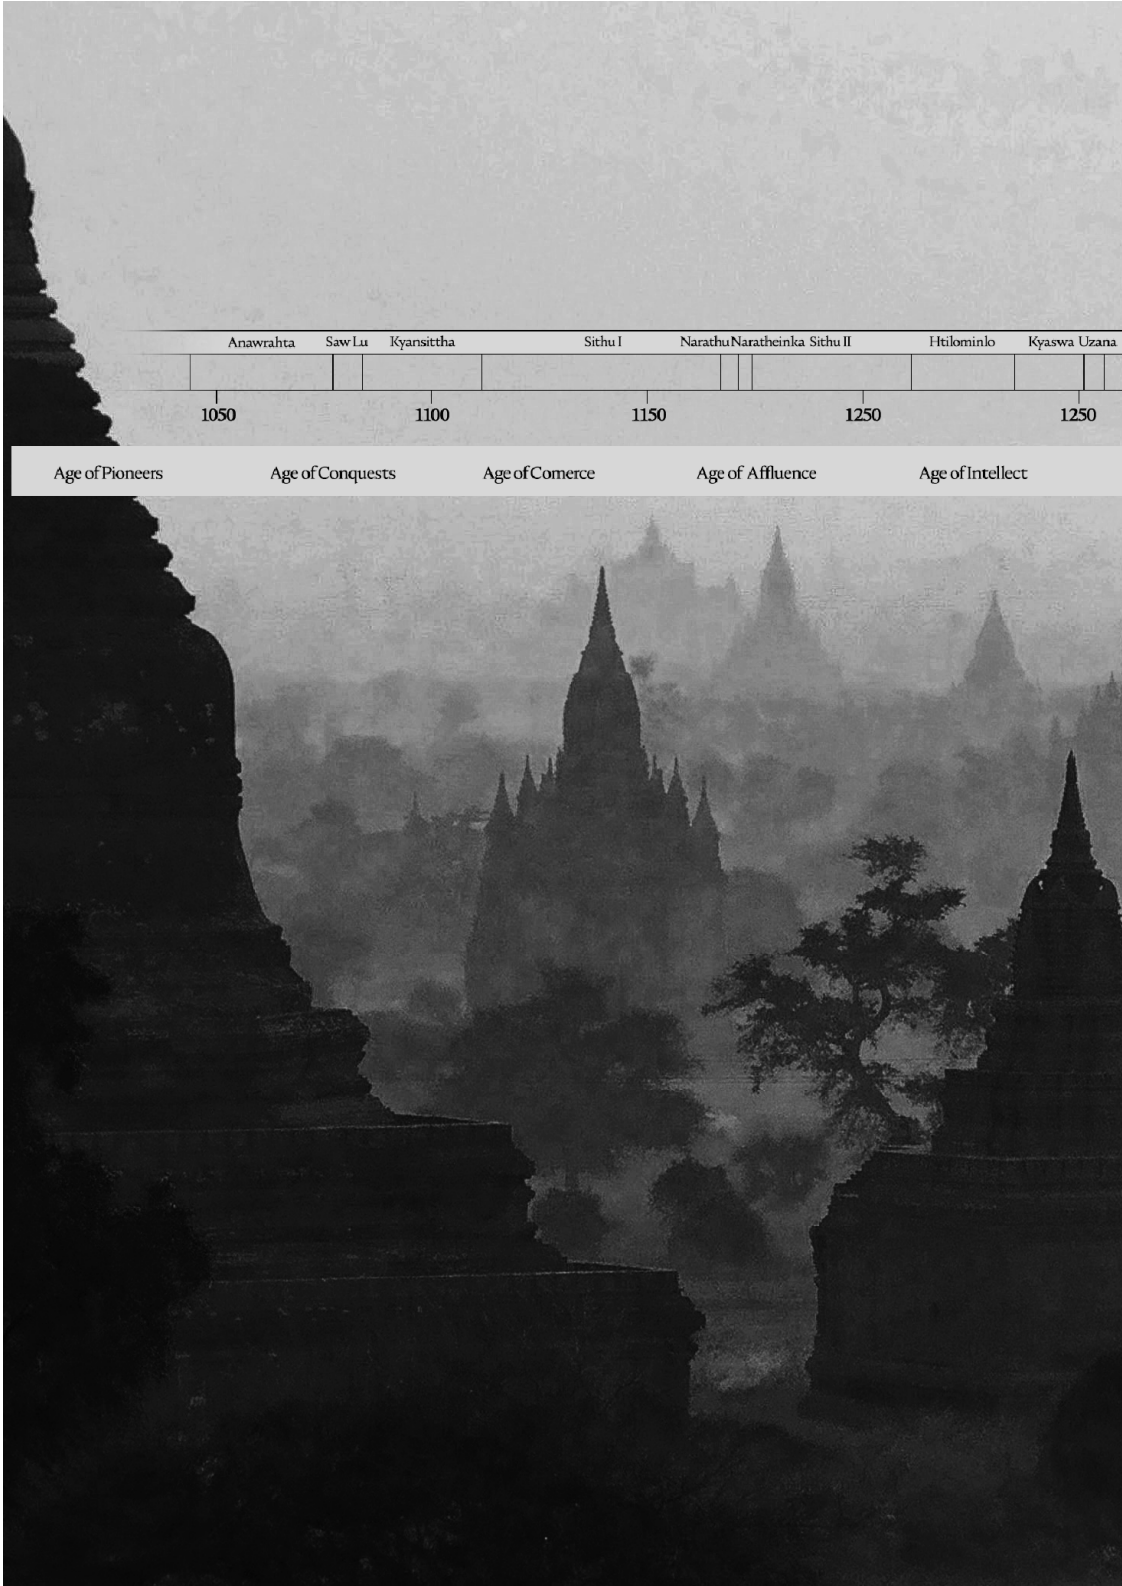 Anawrahta Saw Lu Kyansittha Sithu I Narathu Naratheinka Sithu II Htilominlo Kyaswa Uzana
1050 1100 1150 1250 1250
Age of Pioneers Age of Conquests Age of Comerce Age of Affluence Age of Intellect